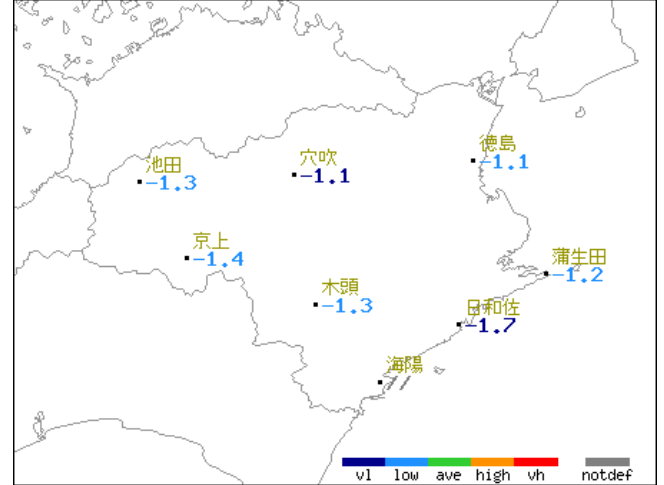 徳島
-1.1
穴吹
-1.1
池田
-1.3
京上
-1.4
蒲生田
-1.2
木頭
-1.3
日和佐
-1.7
海陽
vl low ave high vh notdef